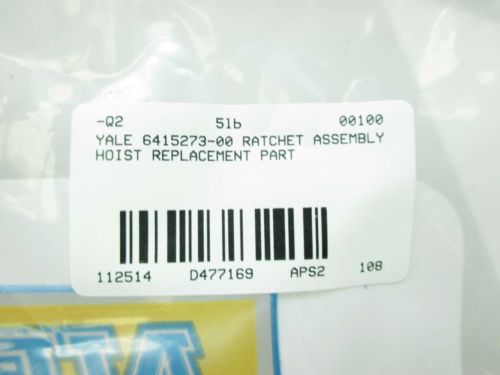 -Q2 51b 00100
YALE 6415273-00 RATCHET ASSEMBLY
HOIST REPLACEMENT PART
112514 D477169 APS2 108